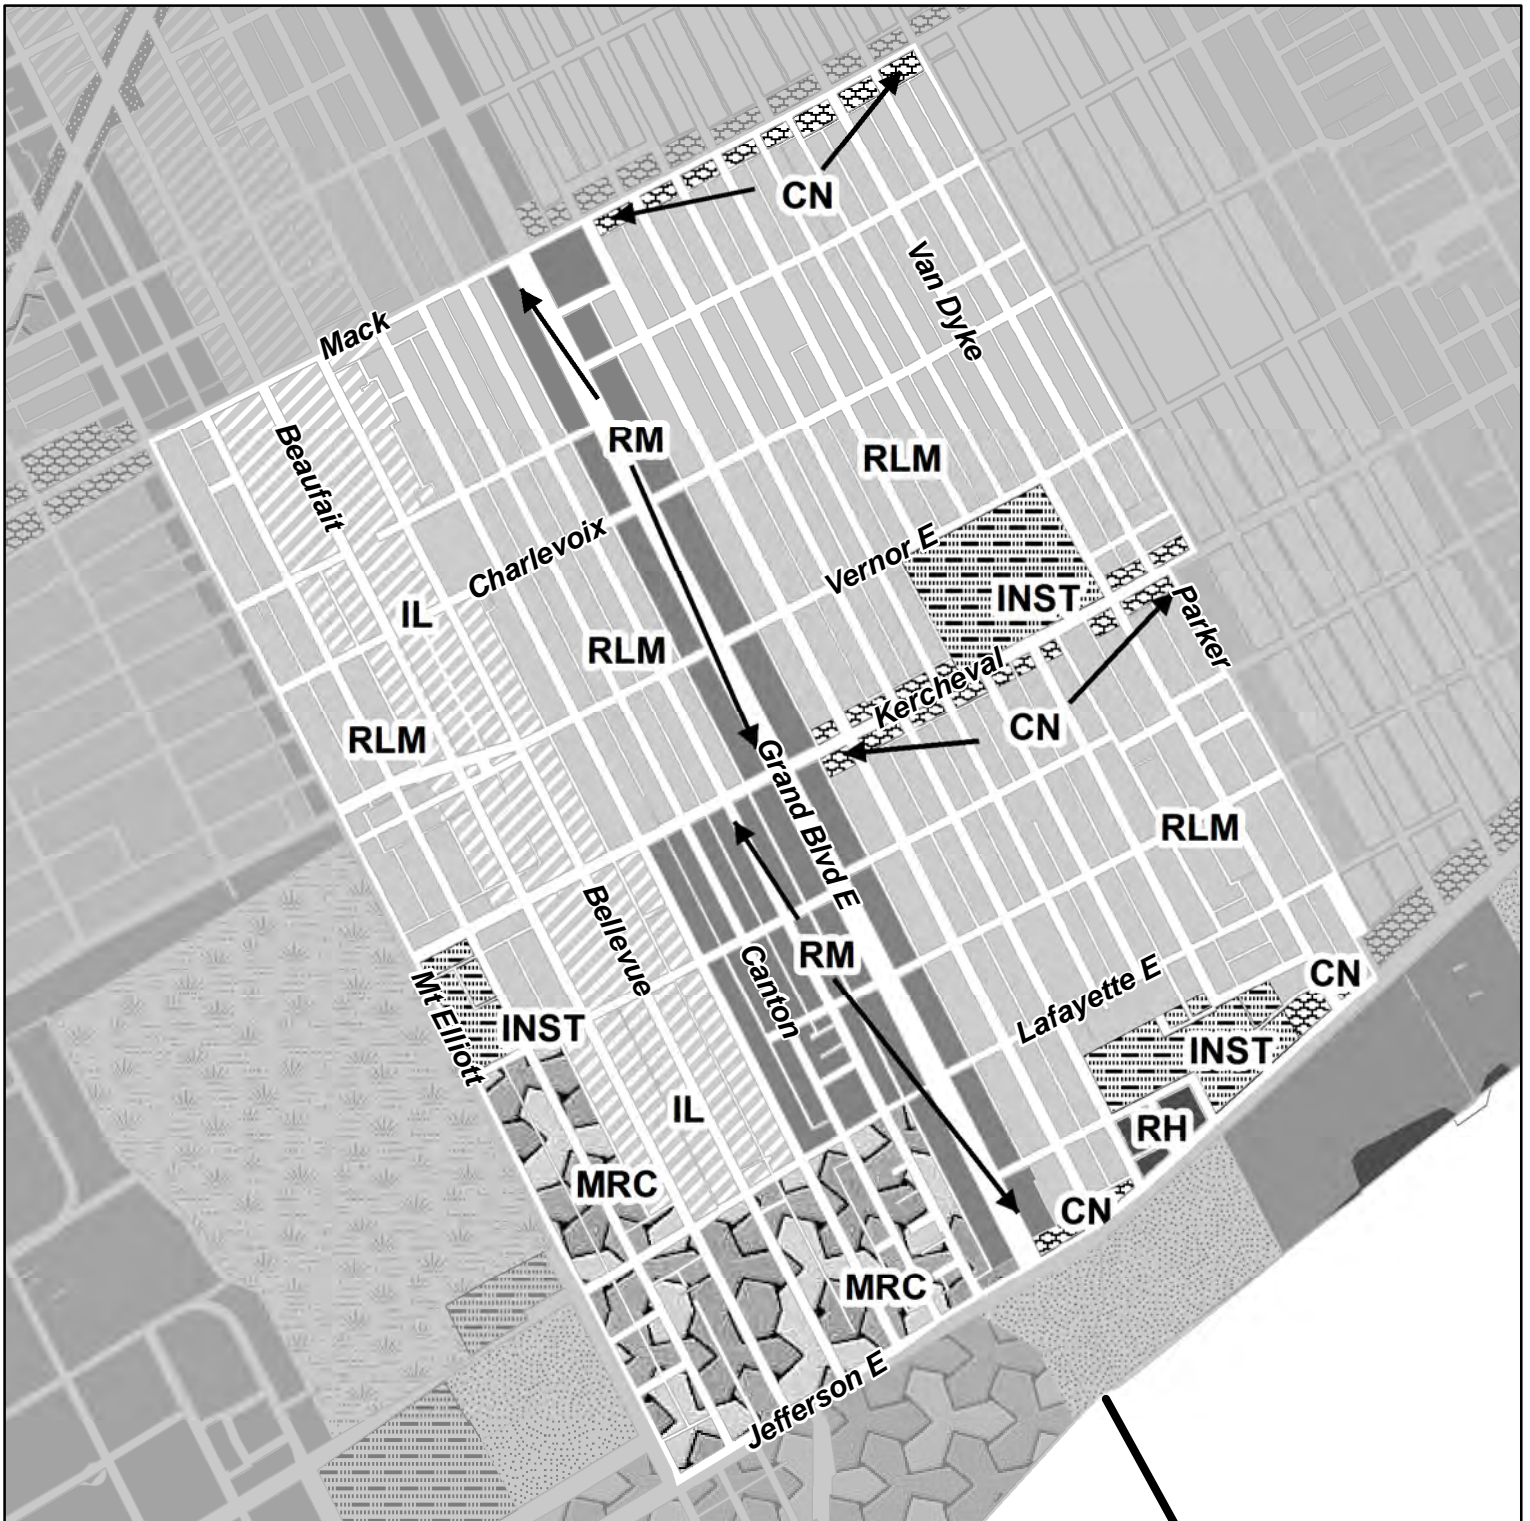 CN
Van Dyke
Mack
RM
Beaufait
RLM
Charlevoix
Vernor E
INST
IL
RLM
Parker
Kercheval
RLM
CN
Grand Blvd E
RLM
Bellevue
RM
Canton
CN
Lafayette E
Mt Elliott
INST
INST
IL
RH
MRC
CN
MRC
Jefferson E